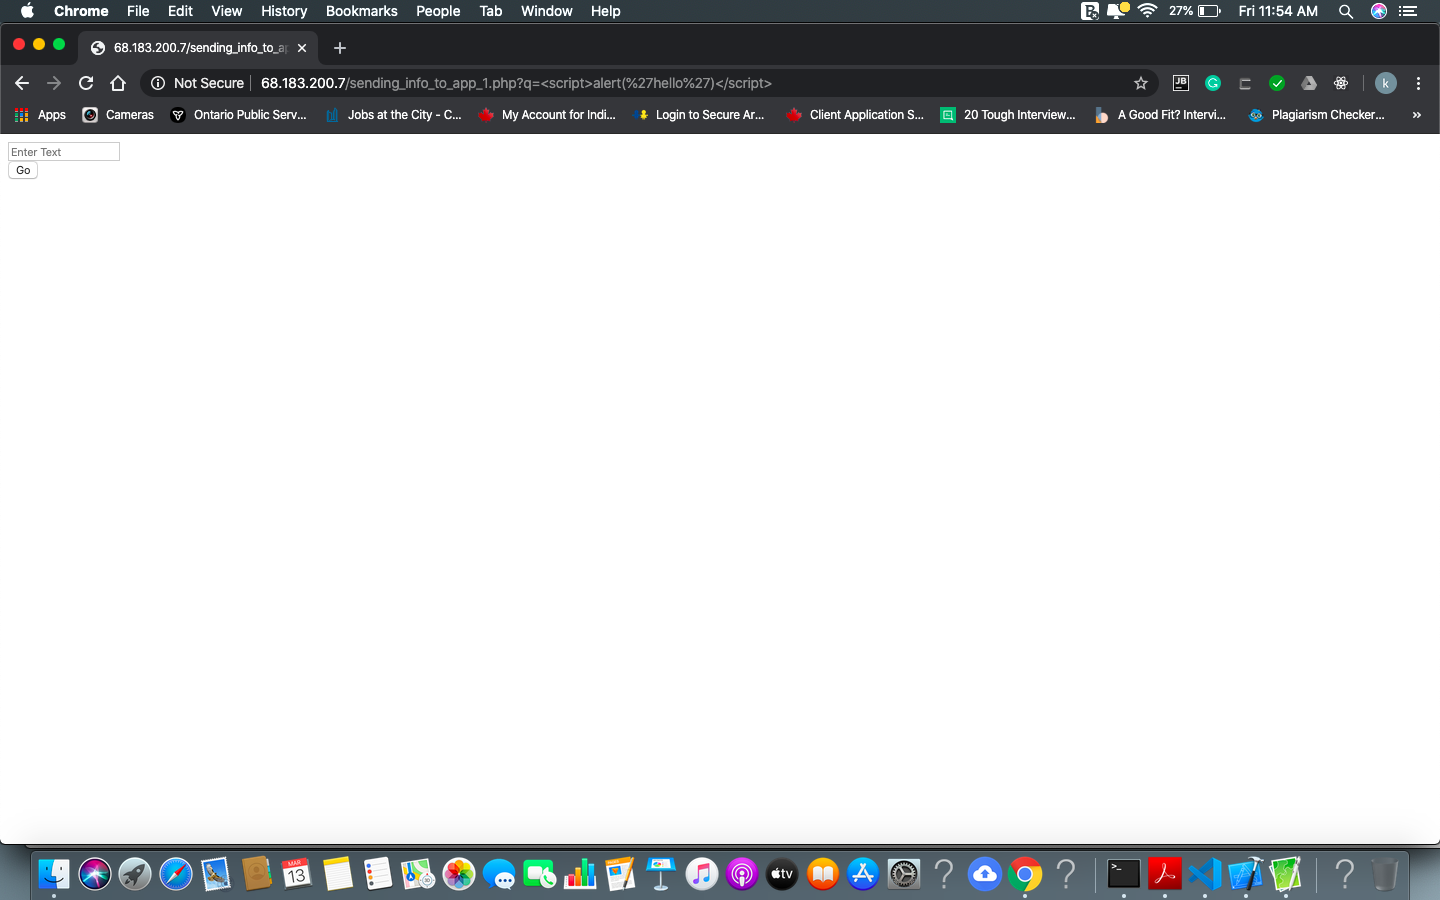 Chrome File Edit View History Bookmarks People Tab Window Help 27% Fri 11:54 AM
68.183.200.7/sending_info_to_ap
Not Secure 68.183.200.7/sending_info_to_app_1.php?q=<script>alert(%27hello%27)</script> JB k
Apps Cameras Ontario Public Serv... Jobs at the City - C... My Account for Indi... Login to Secure Ar... Client Application S... 20 Tough Interview... A Good Fit? Intervi... Plagiarism Checker... »
Enter Text
Go
MAR
13
tv
>_